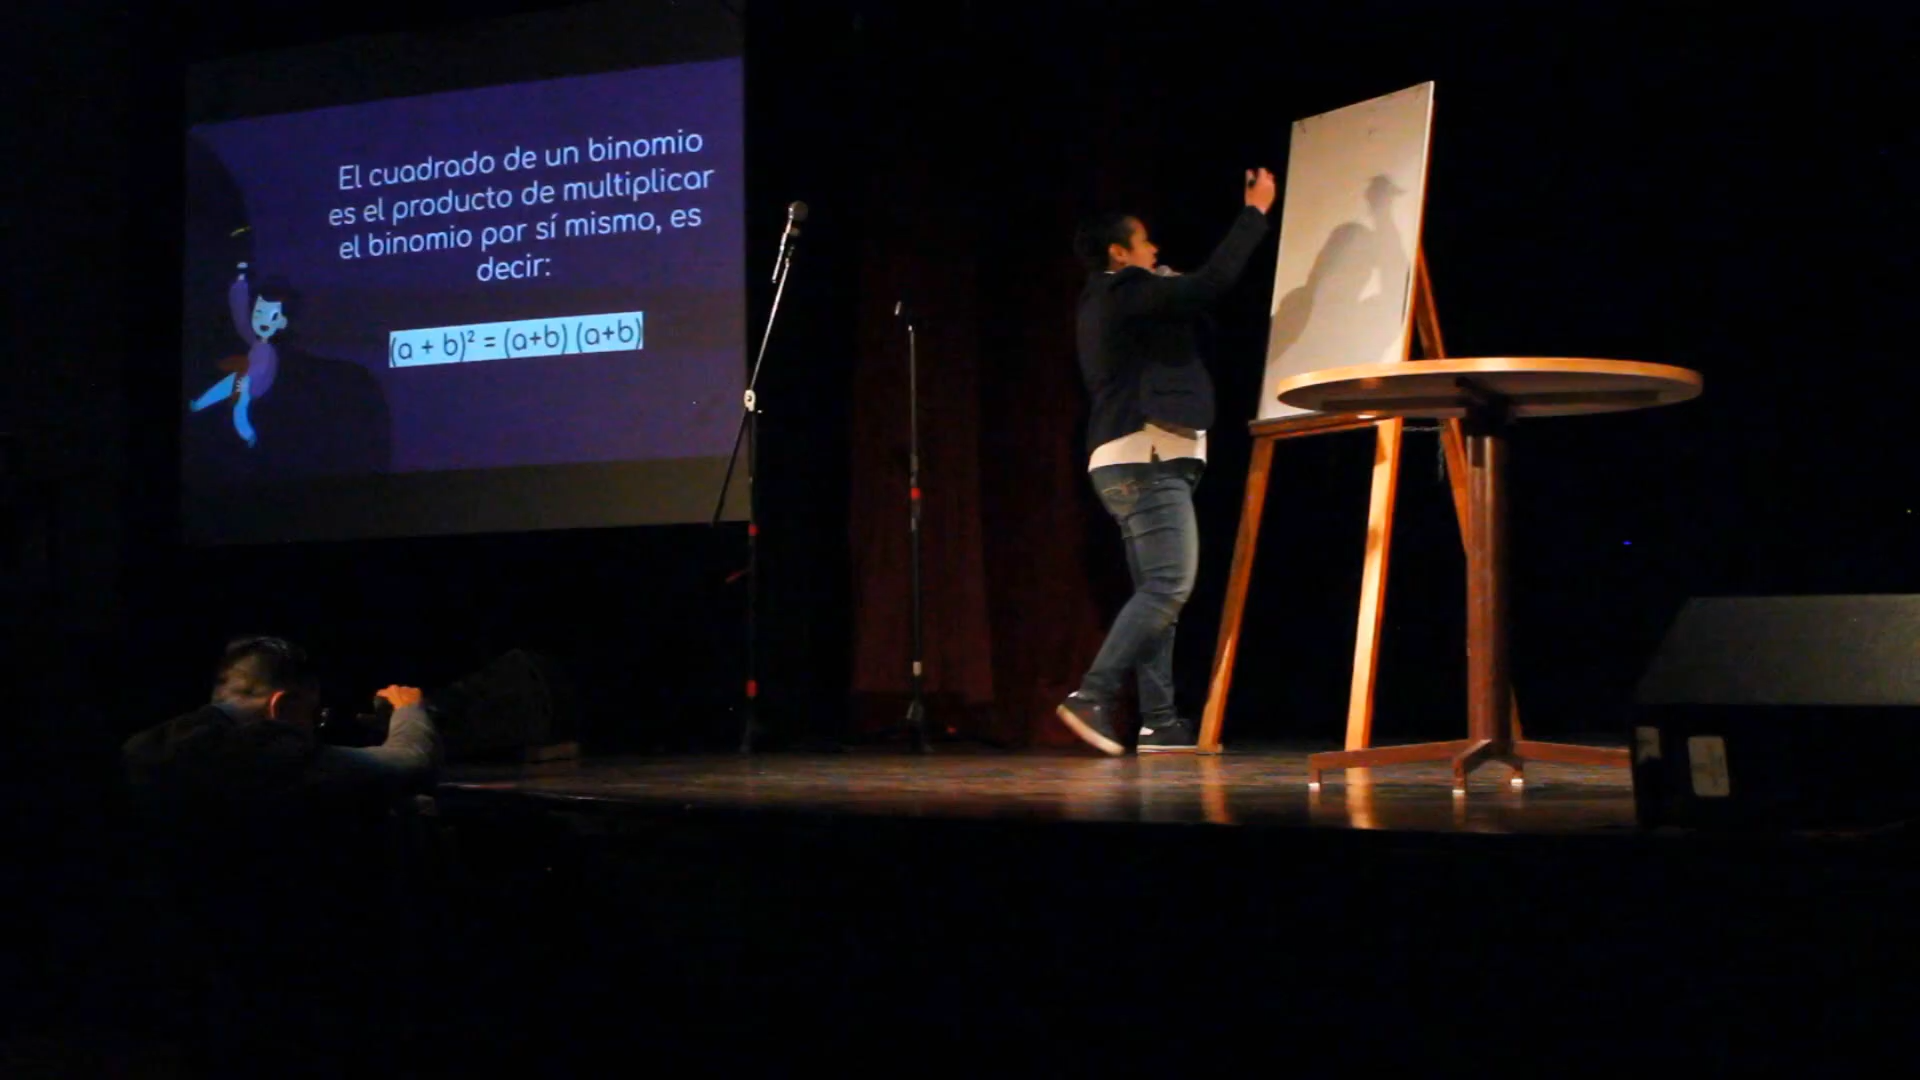 El cuadrado de un binomio
es el producto de multiplicar
el binomio por sí mismo, es
decir:
(a + b)² = (a+b) (a+b)